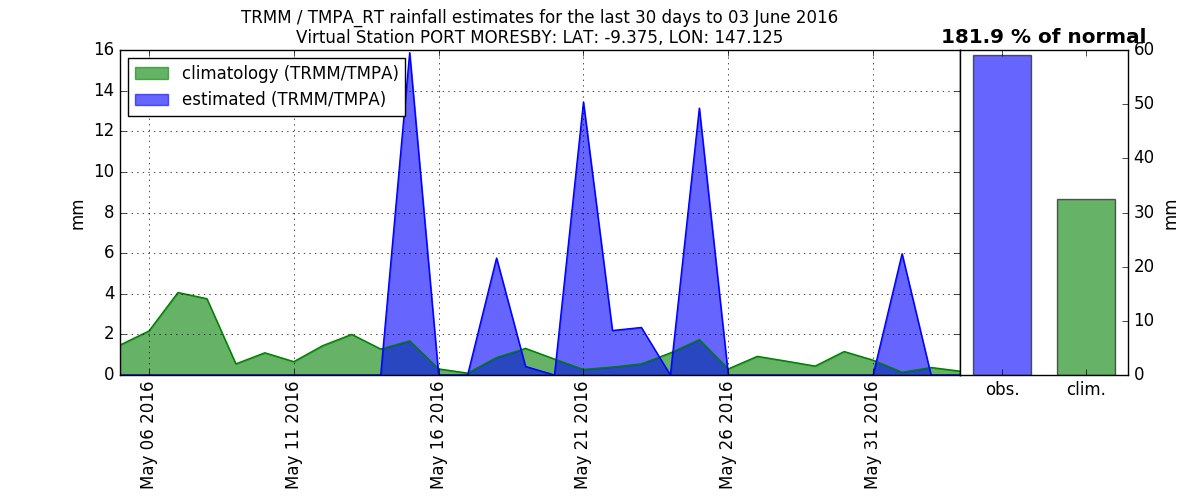 TRMM / TMPA_RT rainfall estimates for the last 30 days to 03 June 2016
Virtual Station PORT MORESBY: LAT: -9.375, LON: 147.125
181.9 % of normal
climatology (TRMM/TMPA)
estimated (TRMM/TMPA)
mm
16
14
12
10
8
6
4
2
0
May 06 2016
May 11 2016
May 16 2016
May 21 2016
May 26 2016
May 31 2016
obs.
clim.
60
50
40
30
20
10
0
mm